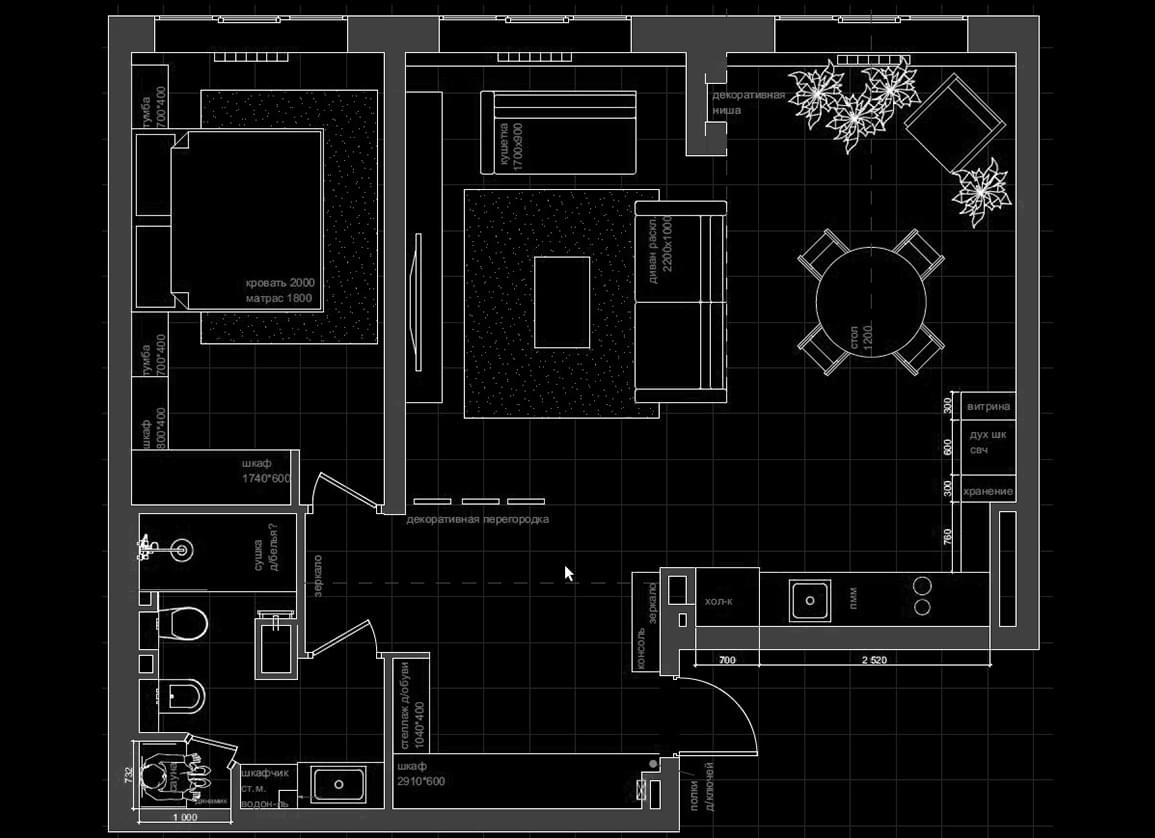 декоративная
ниша
тумба
700*400
кушетка
1700x900
диван раскл.
2200x1000
кровать 2000
матрас 1800
стол
1200
тумба
700*400
шкаф
800*400
300
витрина
600
дух шк
свч
300
хранение
760
шкаф
1740*600
декоративная перегородка
сушка
д/белья?
зеркало
консоль
зеркало
хол-к
пмм
700
2 520
стеллаж д/обуви
1040*400
шкаф
2910*600
полки /
д/ключей
732
сауна
динамик
1 000
шкафчик
ст.м.
водон-ль